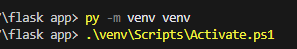 \flask app> py -m venv venv
\flask app> .\venv\Scripts\Activate.ps1